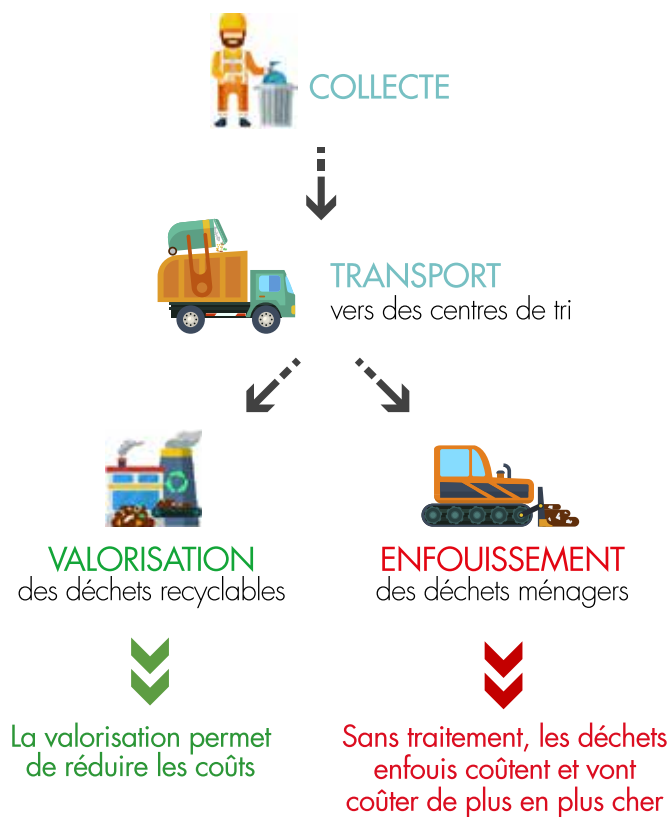 COLLECTE
TRANSPORT
vers des centres de tri
VALORISATION
des déchets recyclables
ENFOUISSEMENT
des déchets ménagers
La valorisation permet
de réduire les coûts
Sans traitement, les déchets
enfouis coûtent et vont
coûter de plus en plus cher